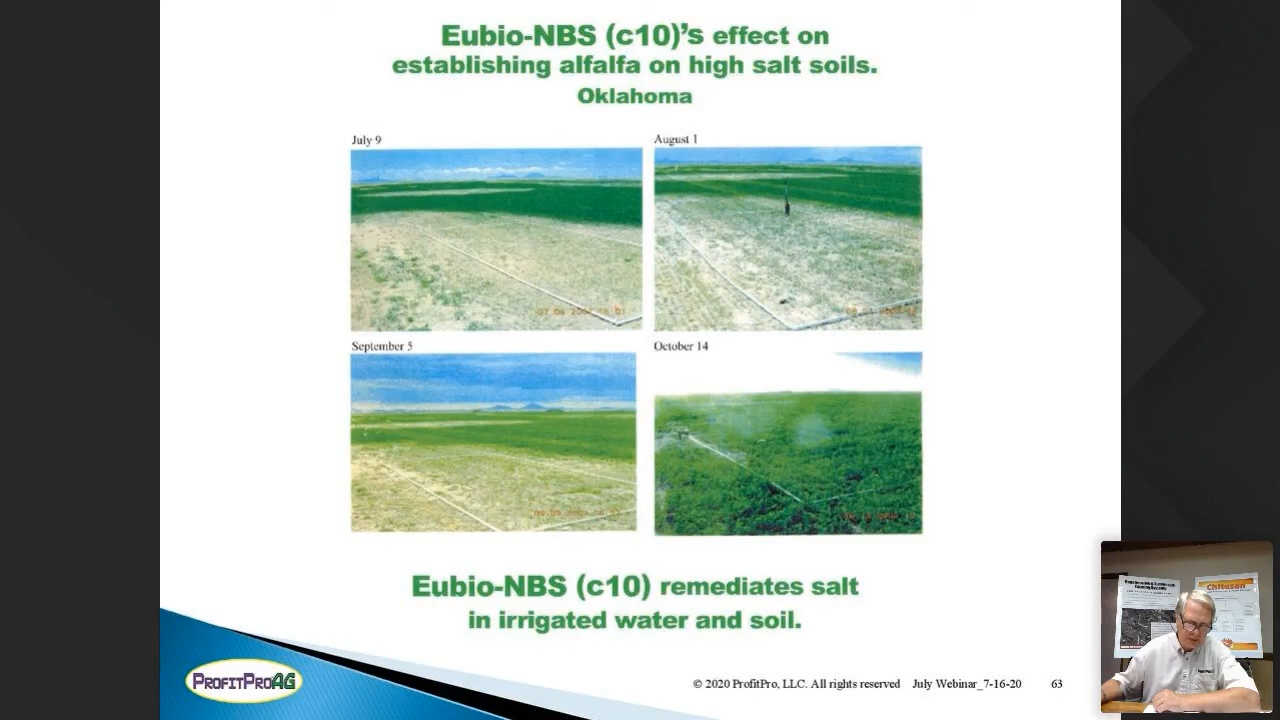 Eubio-NBS (c10)'s effect on
establishing alfalfa on high salt soils.
Oklahoma
July 9
August 1
September 5
October 14
Eubio-NBS (c10) remediates salt
in irrigated water and soil.
PROFITPROAG
© 2020 ProfitPro, LLC. All rights reserved July Webinar_7-16-20 63
Chitosan